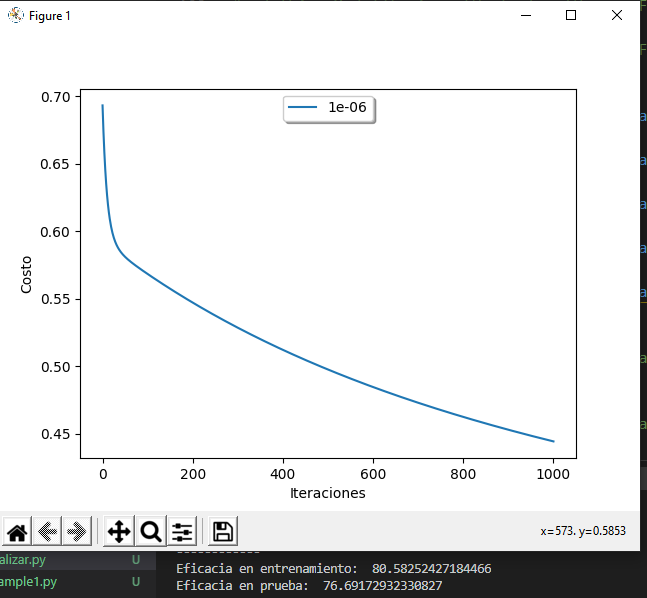 Figure 1
1e-06
0.70
0.65
0.60
0.55
0.50
0.45
Costo
0 200 400 600 800 1000
Iteraciones
x=573. y=0.5853
alizar.py U
ample1.py U
------------
Eficacia en entrenamiento: 80.58252427184466
Eficacia en prueba: 76.69172932330827